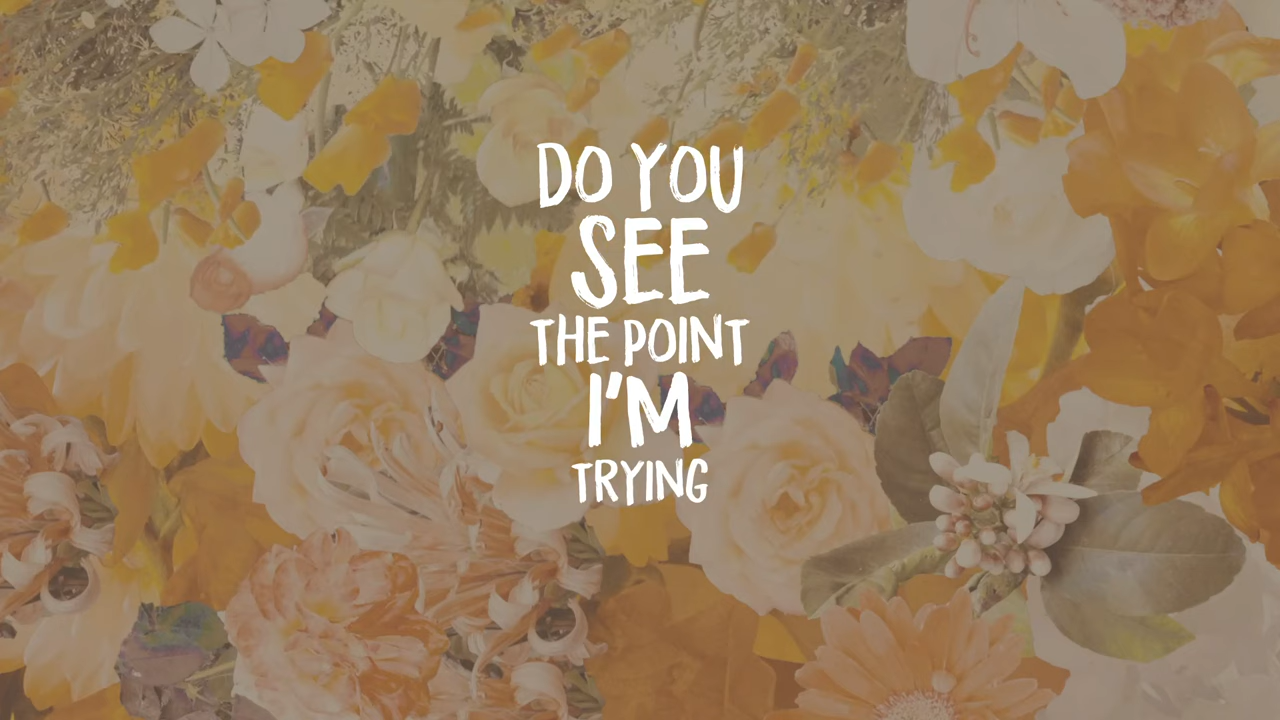 DO YOU
SEE
THE POINT
I'M
TRYING